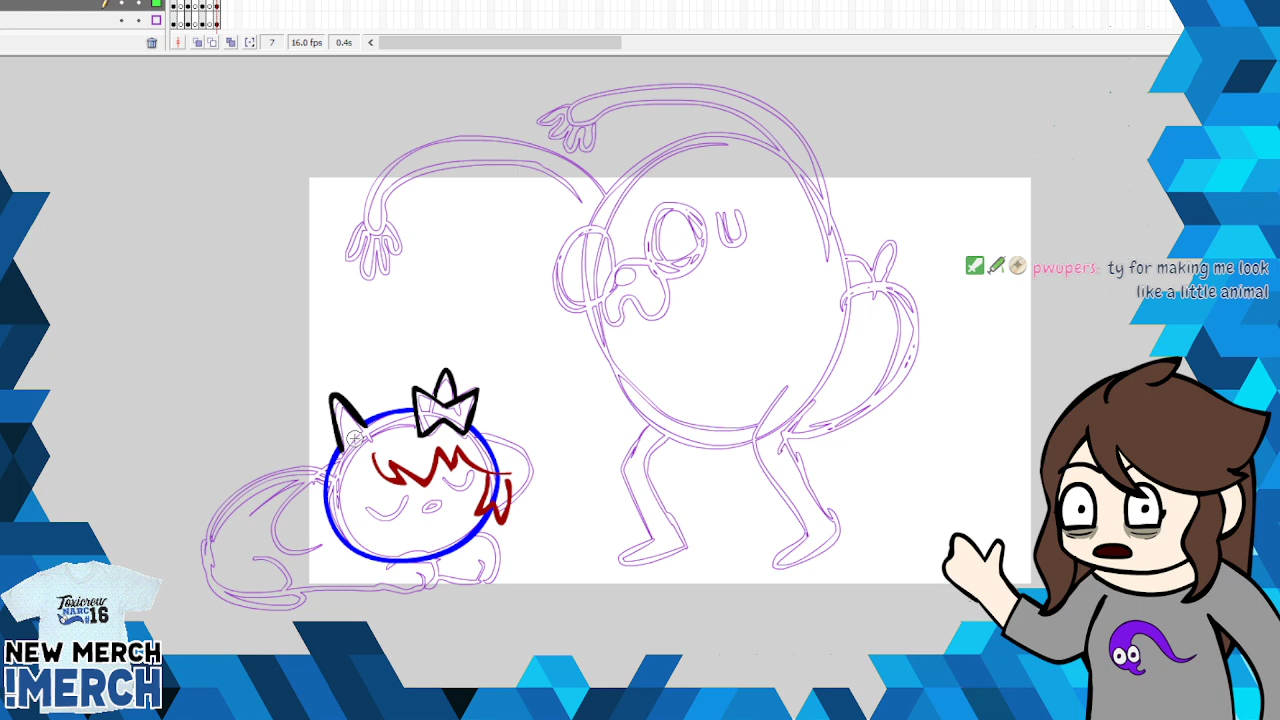 7 16.0 fps 0.4s
pwupers: ty for making me look
like a little animal
Toxicrow
NARC
16
NEW MERCH
!MERCH